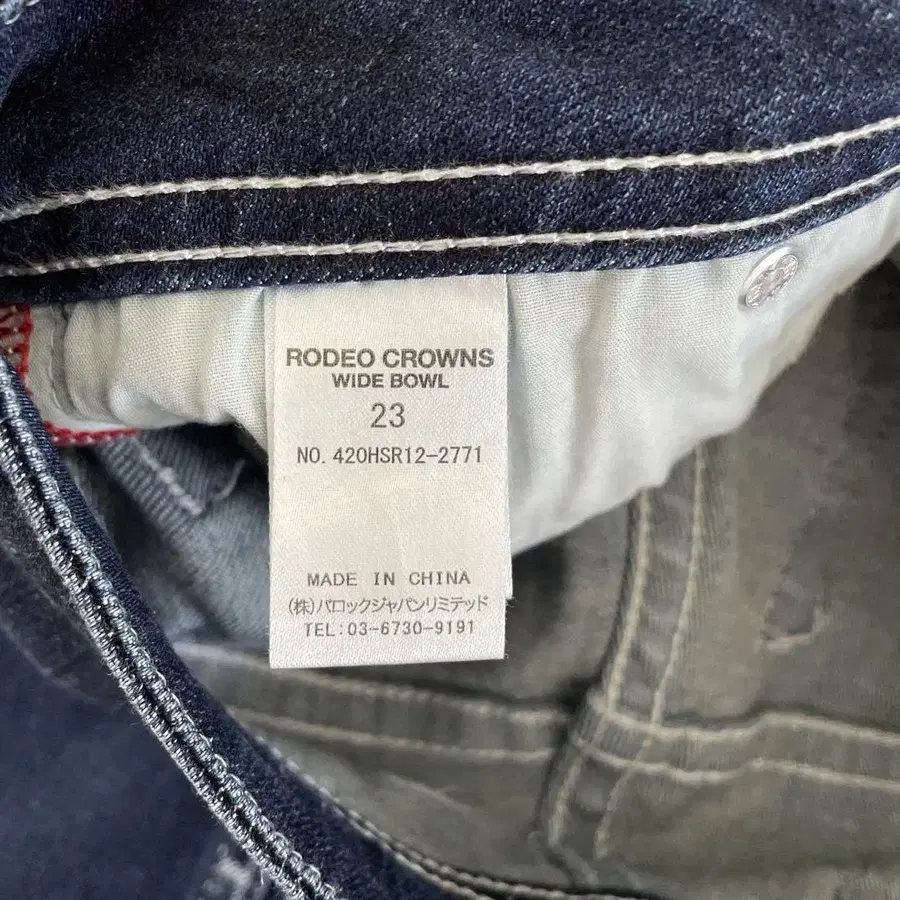 RODEO CROWNS
WIDE BOWL
23
NO. 420HSR12-2771
MADE IN CHINA
(株)バロックジャパンリミテッド
TEL:03-6730-9191